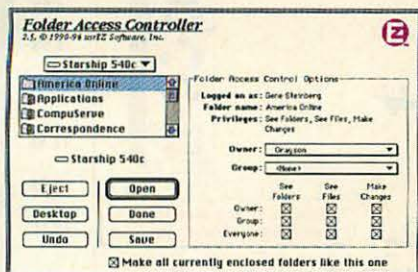 Folder Access Controller
2.5, © 1990-94 usrEZ Software, Inc.
Starship 540c
America Online
Applications
CompuServe
Correspondence
Starship 540c
Eject
Open
Desktop
Done
Undo
Save
Folder Access Control Options
Logged on as: Gene Steinberg
Folder name: America Online
Privileges: See Folders, See Files, Make
Changes
Owner: Grayson
Group: <None>
See Folders
See Files
Make Changes
Owner:
Group:
Everyone:
Make all currently enclosed folders like this one